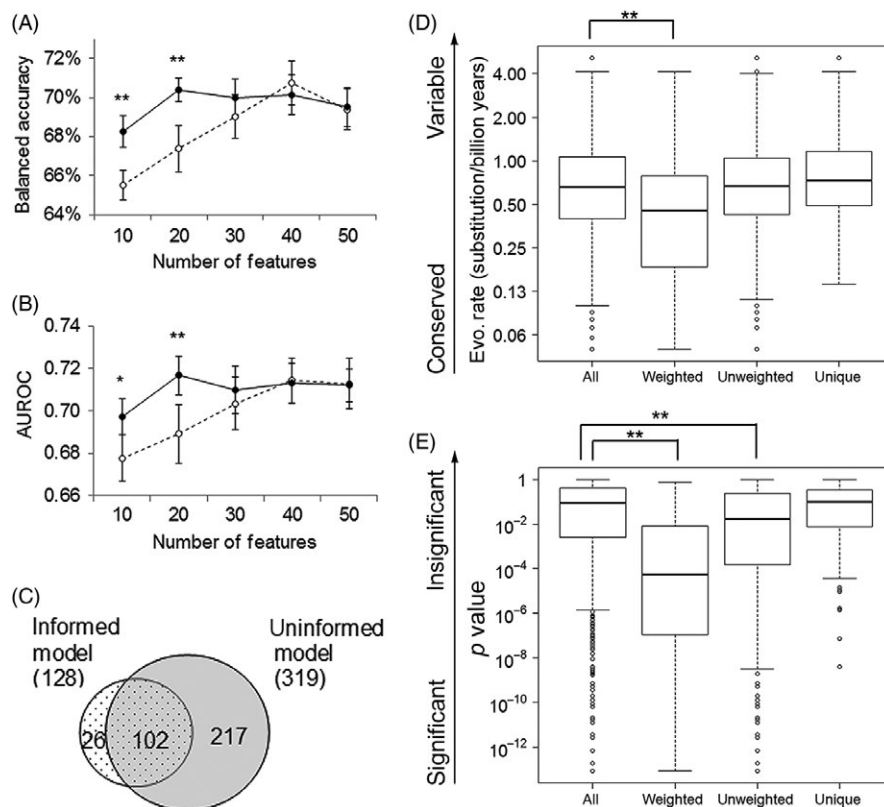 (A)
72%
70%
68%
66%
64%
**
**
Balanced accuracy
10 20 30 40 50
Number of features
(B)
0.74
0.72
0.70
0.68
0.66
*
**
AUROC
10 20 30 40 50
Number of features
(C)
Informed
model
(128)
Uninformed
model
(319)
26
102
217
(D)
**
Variable
Conserved
Evo. rate (substitution/billion years)
4.00
2.00
1.00
0.50
0.25
0.13
0.06
All Weighted Unweighted Unique
(E)
**
**
Insignificant
Significant
p value
1
10⁻²
10⁻⁴
10⁻⁶
10⁻⁸
10⁻¹⁰
10⁻¹²
All Weighted Unweighted Unique